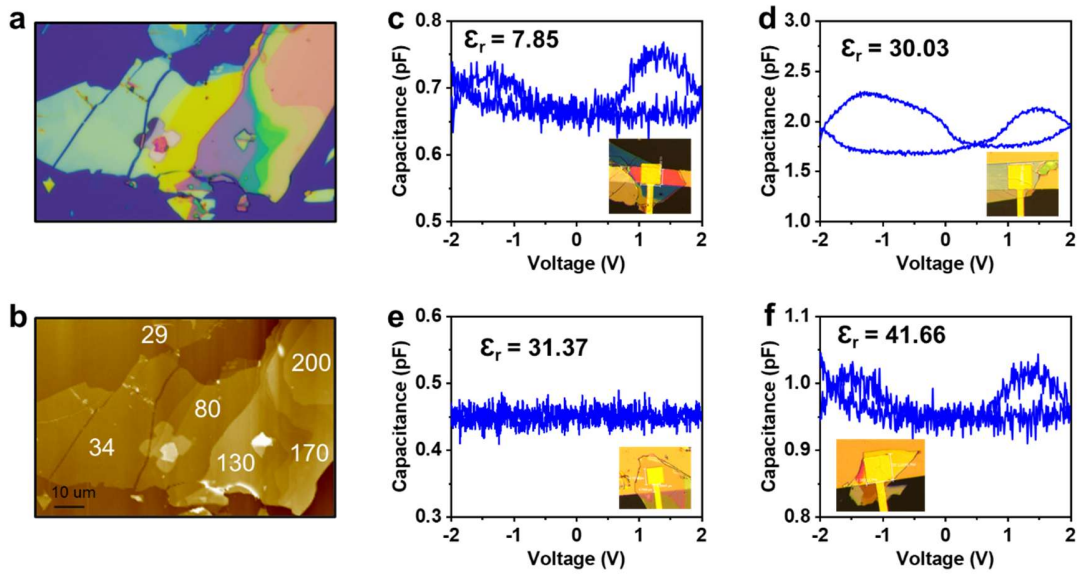 a
b
29
200
80
34
130
170
10 um
c
εr = 7.85
Capacitance (pF)
0.8
0.7
0.6
0.5
-2 -1 0 1 2
Voltage (V)
d
εr = 30.03
Capacitance (pF)
3.0
2.5
2.0
1.5
1.0
-2 -1 0 1 2
Voltage (V)
e
εr = 31.37
Capacitance (pF)
0.6
0.5
0.4
0.3
-2 -1 0 1 2
Voltage (V)
f
εr = 41.66
Capacitance (pF)
1.1
1.0
0.9
0.8
-2 -1 0 1 2
Voltage (V)